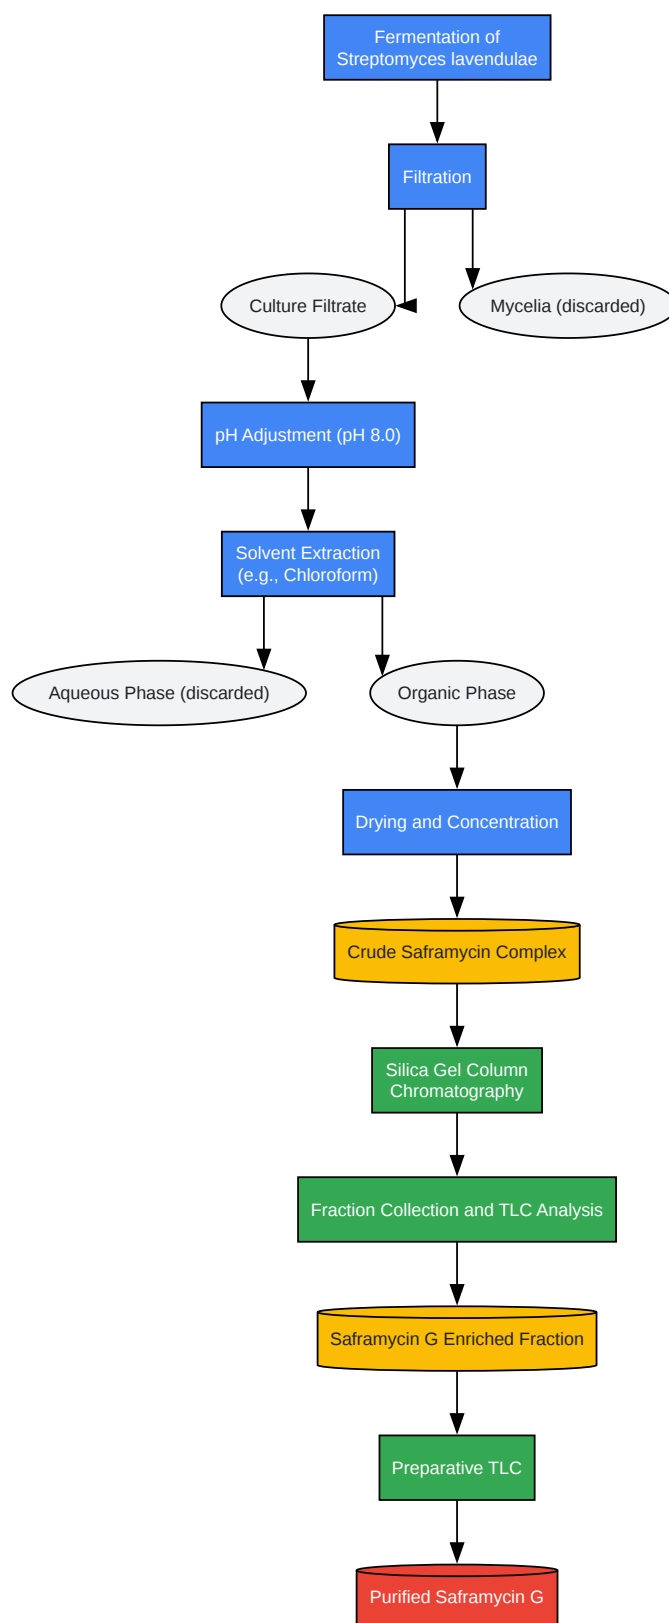 Fermentation of
Streptomyces lavendulae
Filtration
Culture Filtrate
Mycelia (discarded)
pH Adjustment (pH 8.0)
Solvent Extraction
(e.g., Chloroform)
Aqueous Phase (discarded)
Organic Phase
Drying and Concentration
Crude Saframycin Complex
Silica Gel Column
Chromatography
Fraction Collection and TLC Analysis
Saframycin G Enriched Fraction
Preparative TLC
Purified Saframycin G